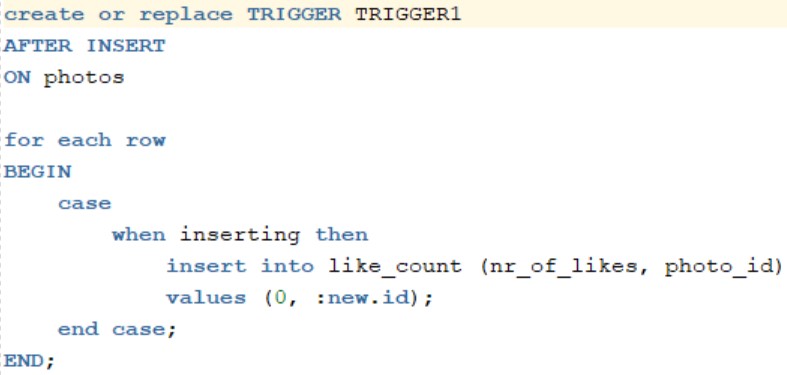 create or replace TRIGGER TRIGGER1
AFTER INSERT
ON photos
for each row
BEGIN
case
when inserting then
insert into like_count (nr_of_likes, photo_id)
values (0, :new.id);
end case;
END;